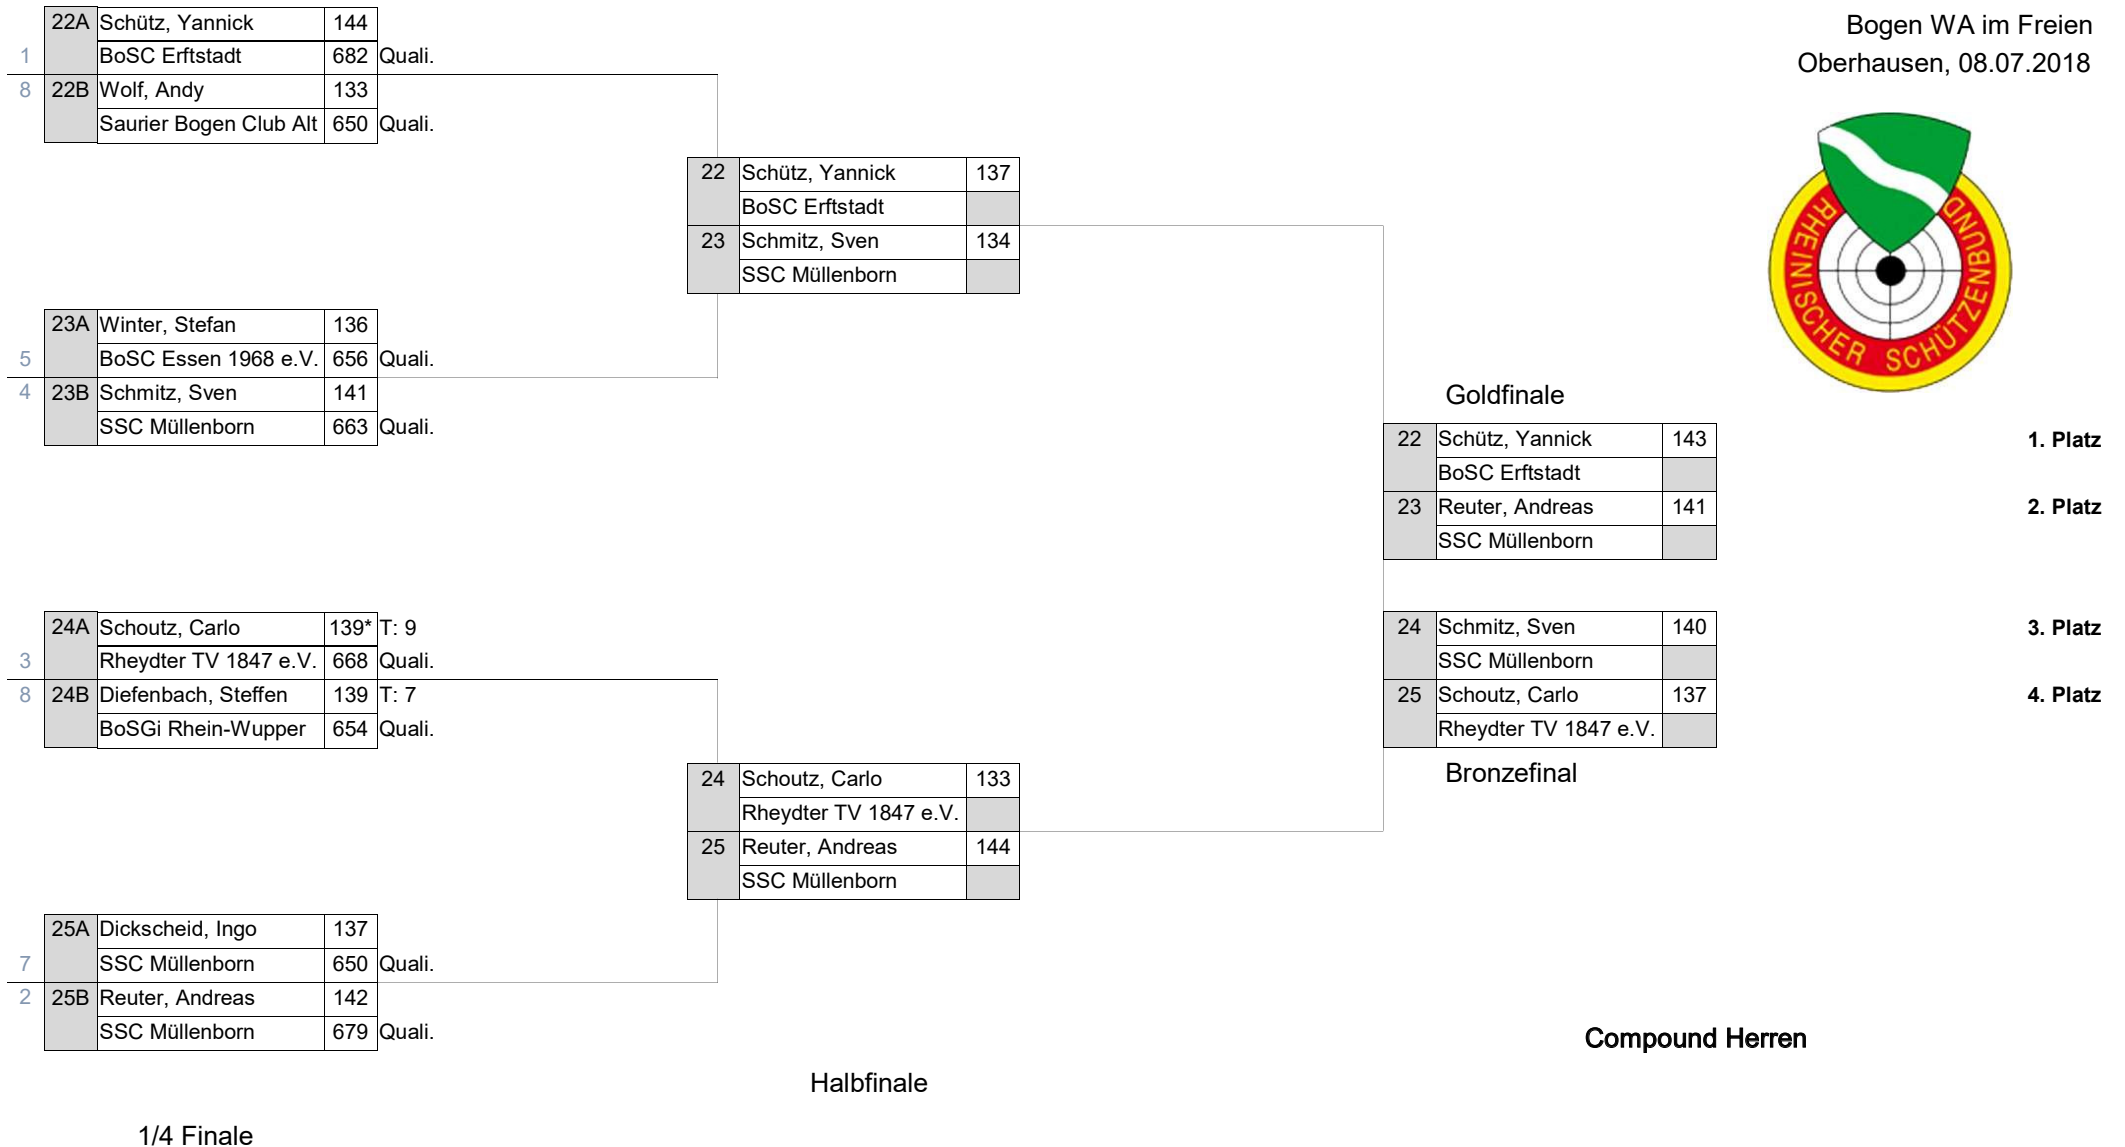 Bogen WA im Freien
Oberhausen, 08.07.2018
RHEINISCHER SCHÜTZENBUND
22A Schütz, Yannick 144
1 BoSC Erftstadt 682 Quali.
8 22B Wolf, Andy 133
Saurier Bogen Club Alt 650 Quali.
23A Winter, Stefan 136
5 BoSC Essen 1968 e.V. 656 Quali.
4 23B Schmitz, Sven 141
SSC Müllenborn 663 Quali.
24A Schoutz, Carlo 139* T: 9
3 Rheydter TV 1847 e.V. 668 Quali.
8 24B Diefenbach, Steffen 139 T: 7
BoSGi Rhein-Wupper 654 Quali.
25A Dickscheid, Ingo 137
7 SSC Müllenborn 650 Quali.
2 25B Reuter, Andreas 142
SSC Müllenborn 679 Quali.
1/4 Finale
22 Schütz, Yannick 137
BoSC Erftstadt
23 Schmitz, Sven 134
SSC Müllenborn
24 Schoutz, Carlo 133
Rheydter TV 1847 e.V.
25 Reuter, Andreas 144
SSC Müllenborn
Halbfinale
Goldfinale
22 Schütz, Yannick 143 1. Platz
BoSC Erftstadt
23 Reuter, Andreas 141 2. Platz
SSC Müllenborn
24 Schmitz, Sven 140 3. Platz
SSC Müllenborn
25 Schoutz, Carlo 137 4. Platz
Rheydter TV 1847 e.V.
Bronzefinal
Compound Herren